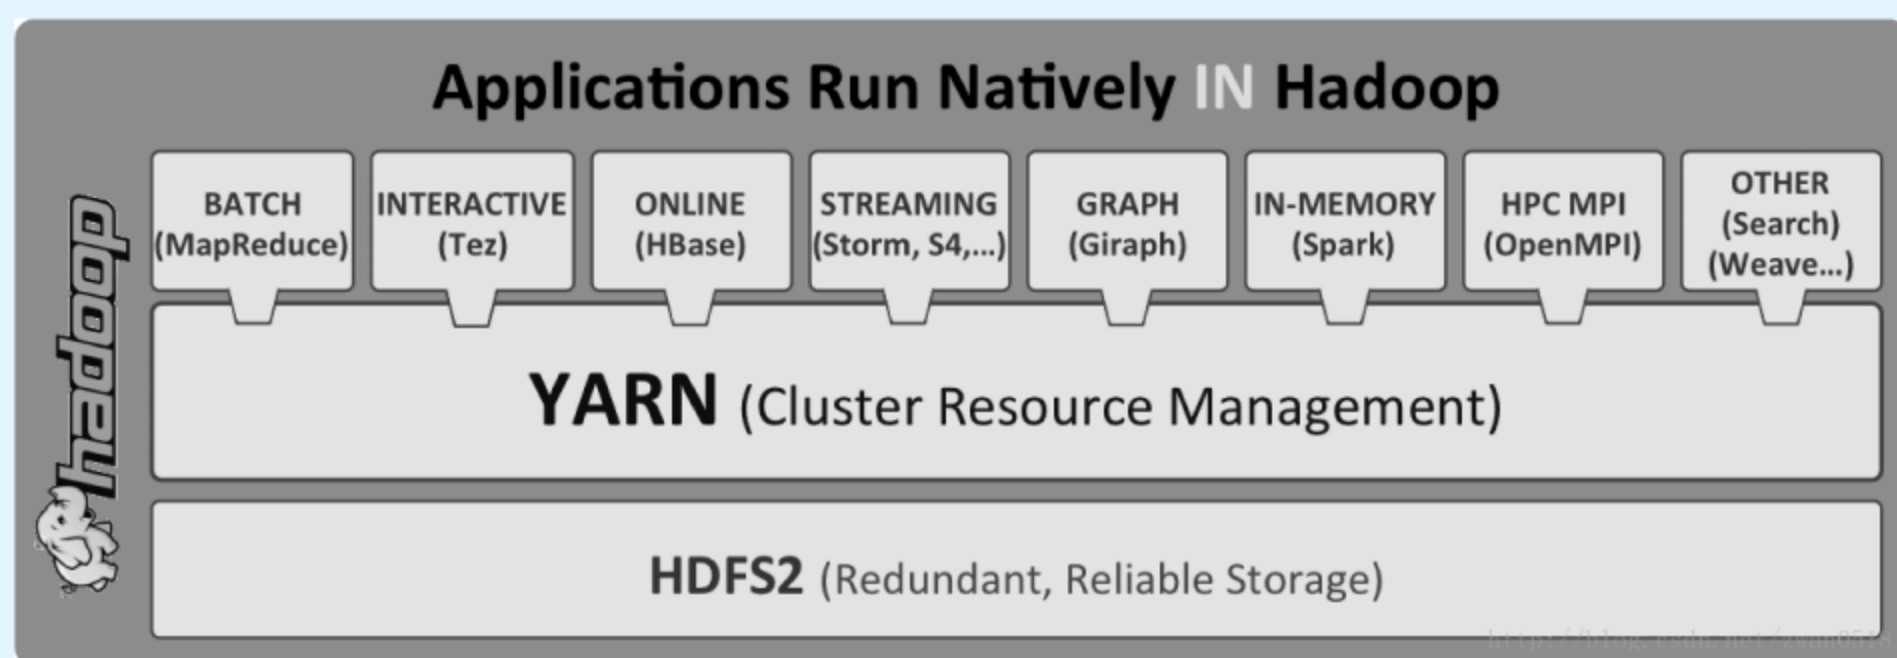 Applications Run Natively IN Hadoop
hadoop
BATCH
(MapReduce)
INTERACTIVE
(Tez)
ONLINE
(HBase)
STREAMING
(Storm, S4,...)
GRAPH
(Giraph)
IN-MEMORY
(Spark)
HPC MPI
(OpenMPI)
OTHER
(Search)
(Weave...)
YARN (Cluster Resource Management)
HDFS2 (Redundant, Reliable Storage)